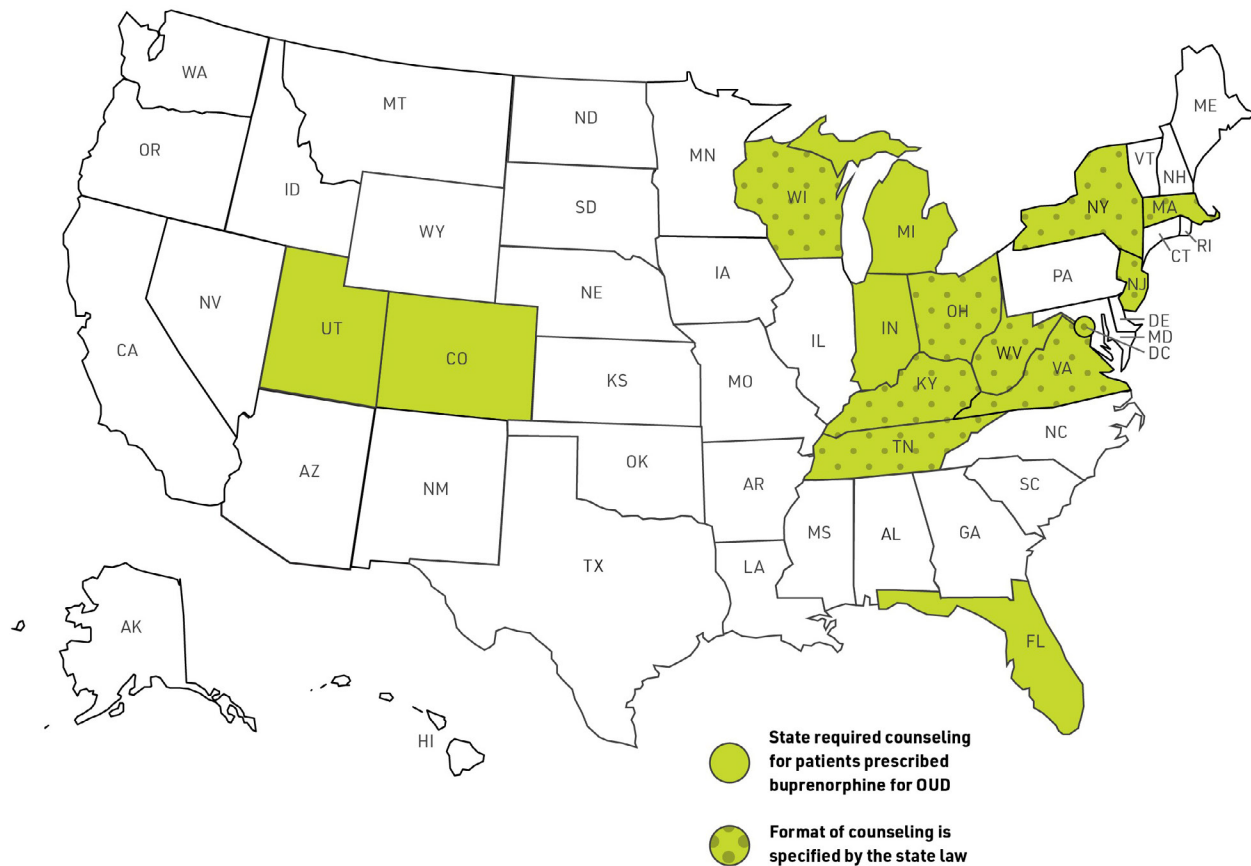 WA
MT
ND
MN
ME
OR
ID
SD
WI
VT
NH
NY
MA
WY
MI
CT
RI
IA
PA
NV
NE
NJ
UT
OH
IN
DE
CA
CO
IL
WV
MD
DC
KS
MO
KY
VA
TN
NC
AZ
NM
OK
AR
SC
MS
AL
GA
TX
LA
AK
FL
HI
State required counseling
for patients prescribed
buprenorphine for OUD
Format of counseling is
specified by the state law